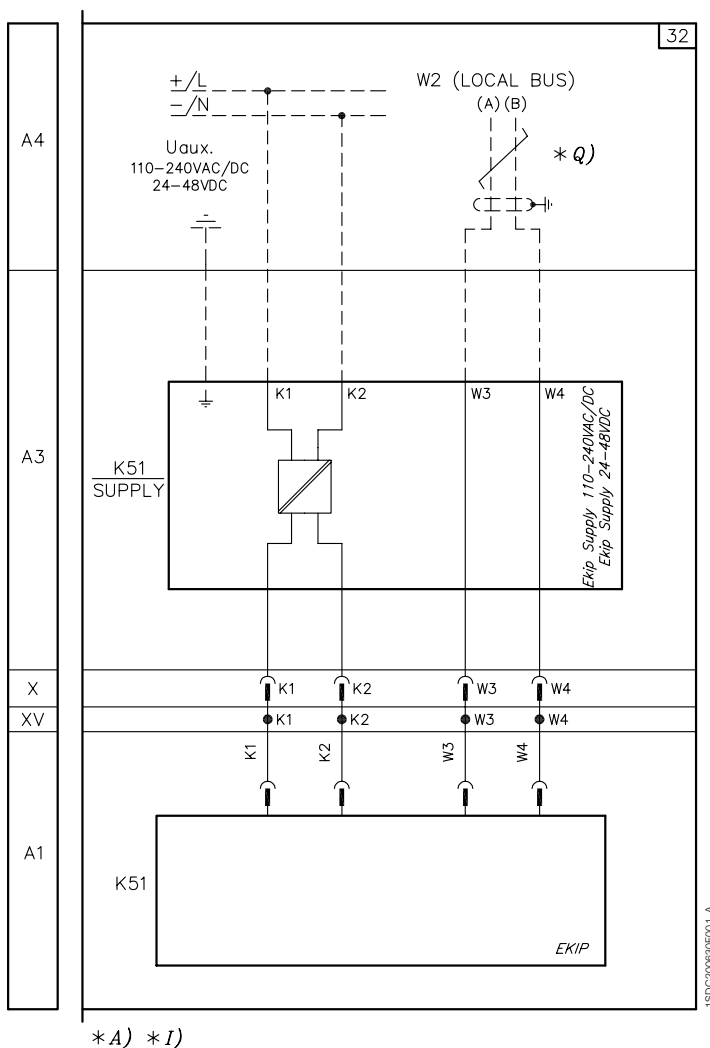 32
+/L
-/N
W2 (LOCAL BUS)
(A) (B)
A4
Uaux.
110-240VAC/DC
24-48VDC
* Q)
K1
K2
W3
W4
A3
K51
SUPPLY
Ekip Supply 110-240VAC/DC
Ekip Supply 24-48VDC
X
K1
K2
W3
W4
XV
K1
K2
W3
W4
K1
K2
W3
W4
A1
K51
EKIP
* A) * I)